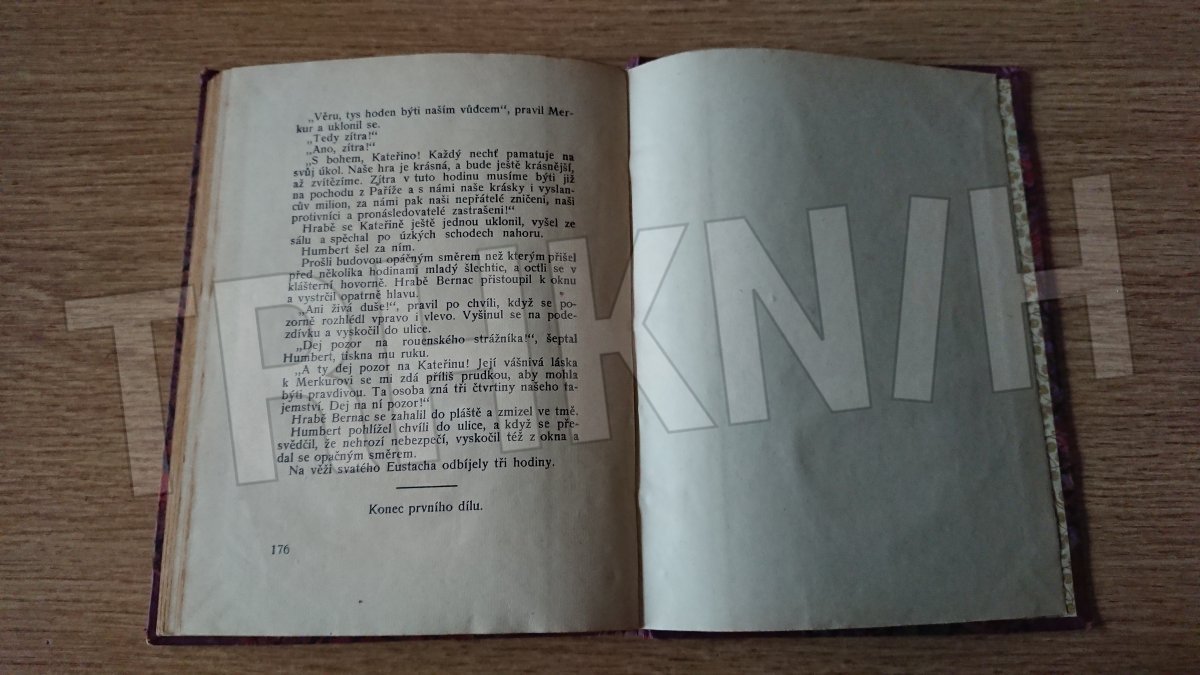 „Věru, tys hoden býti naším vůdcem“, pravil Mer-
kur a uklonil se.
„Tedy zítra!“
„Ano, zítra!“
„S bohem, Kateřino! Každý nechť pamatuje na
svůj úkol. Naše hra je krásná, a bude ještě krásnější,
až zvítězíme. Zítra v tuto hodinu musíme býti již
na pochodu z Paříže a s námi naše krásky i vyslan-
cův milion, za námi pak naši nepřátelé zničení, naši
protivníci a pronásledovatelé zastrašeni!“
Hrabě se Kateřině ještě jednou uklonil, vyšel ze
sálu a spěchal po úzkých schodech nahoru.
Humbert šel za ním.
Prošli budovou opáčným směrem než kterým přišel
před několika hodinami mladý šlechtic, a octli se v
klášterní hovorně. Hrabě Bernac přistoupil k oknu
a vystrčil opatrně hlavu.
„Ani živá duše!“, pravil po chvíli, když se po-
zorně rozhlédl vpravo i vlevo. Vyšinul se na pode-
zdívku a vyskočil do ulice.
„Dej pozor na rouenského strážníka!“, šeptal
Humbert, tiskna mu ruku.
„A ty dej pozor na Kateřinu! Její vášnivá láska
k Merkurovi se mi zdá příliš prudkou, aby mohla
býti pravdivou. Ta osoba zná tři čtvrtiny našeho ta-
jemství. Dej na ní pozor!“
Hrabě Bernac se zahalil do pláště a zmizel ve tmě.
Humbert pohlížel chvíli do ulice, a když se pře-
svědčil, že nehrozí nebezpečí, vyskočil též z okna a
dal se opačným směrem.
Na věži svatého Eustacha odbíjely tři hodiny.
Konec prvního dílu.
176